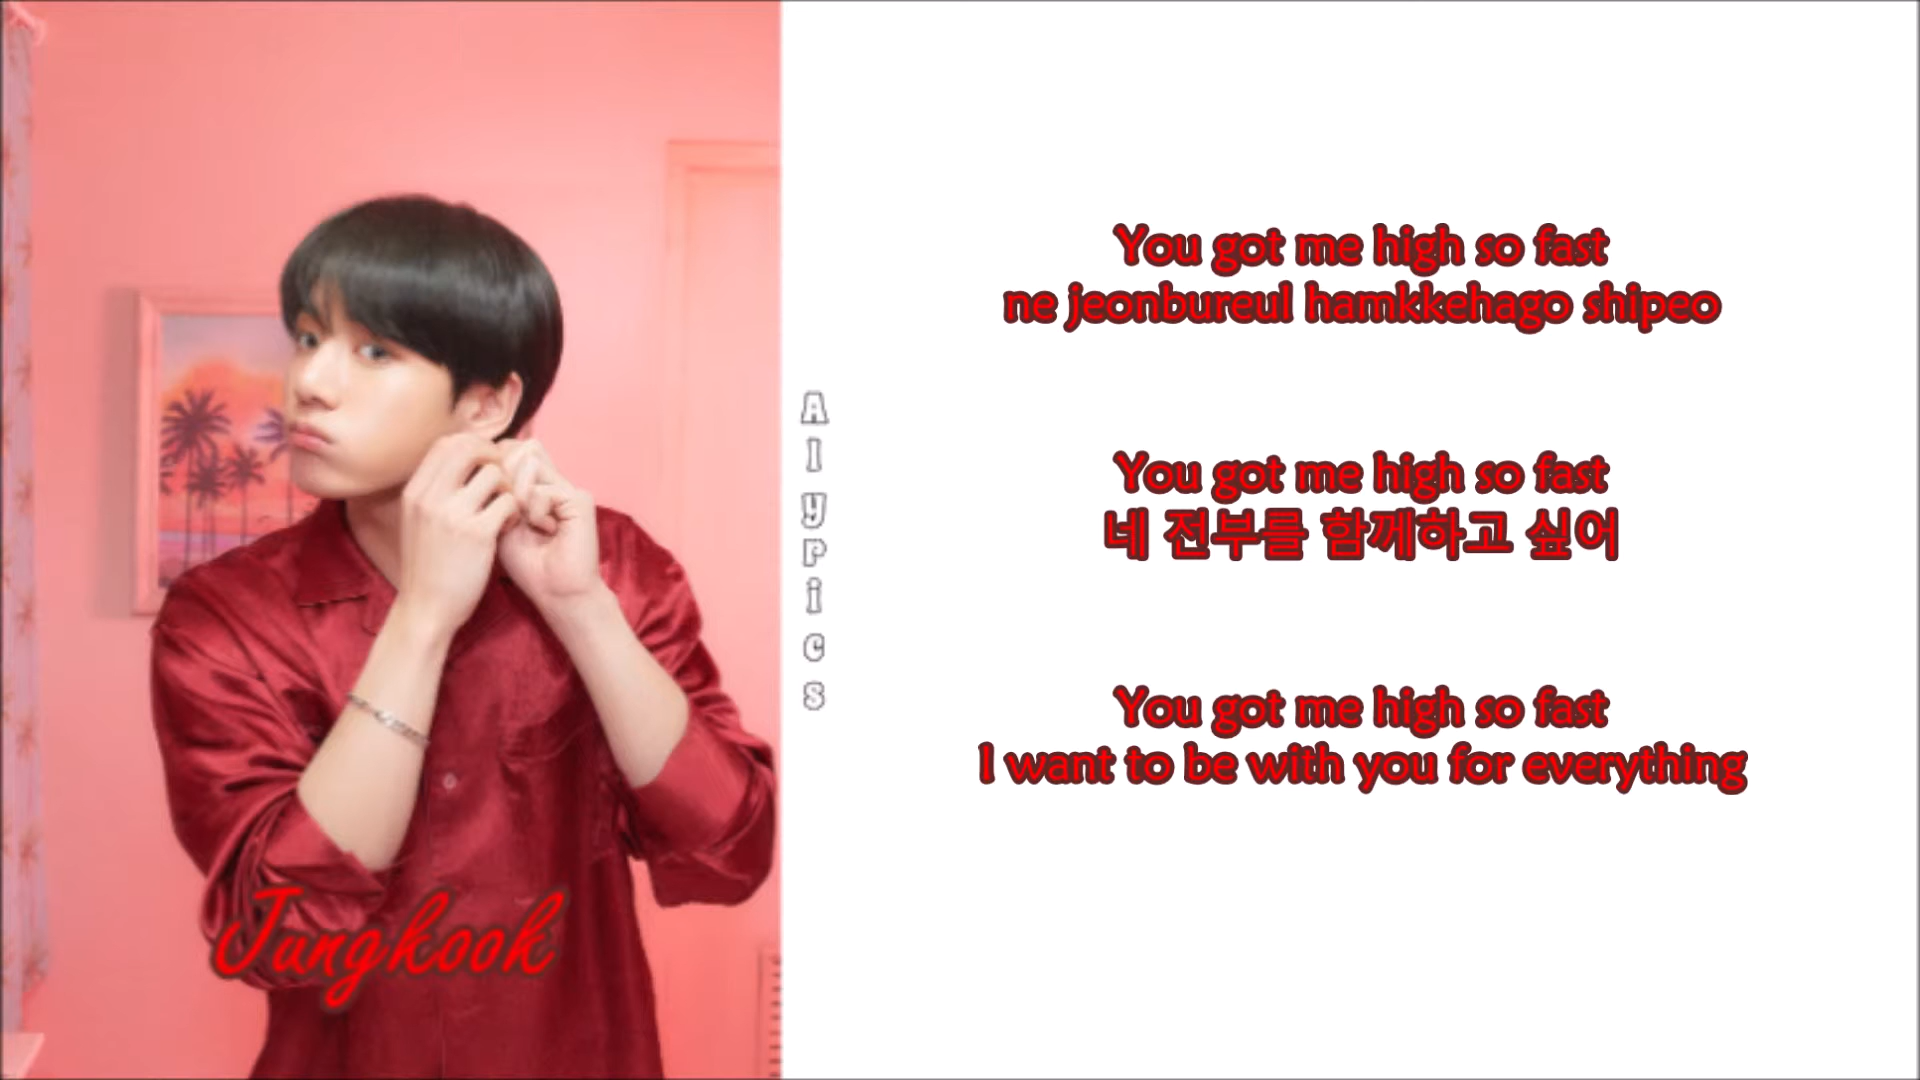 Jungkook
AlyPics
You got me high so fast
ne jeonbureul hamkkehago shipeo
You got me high so fast
네 전부를 함께하고 싶어
You got me high so fast
I want to be with you for everything